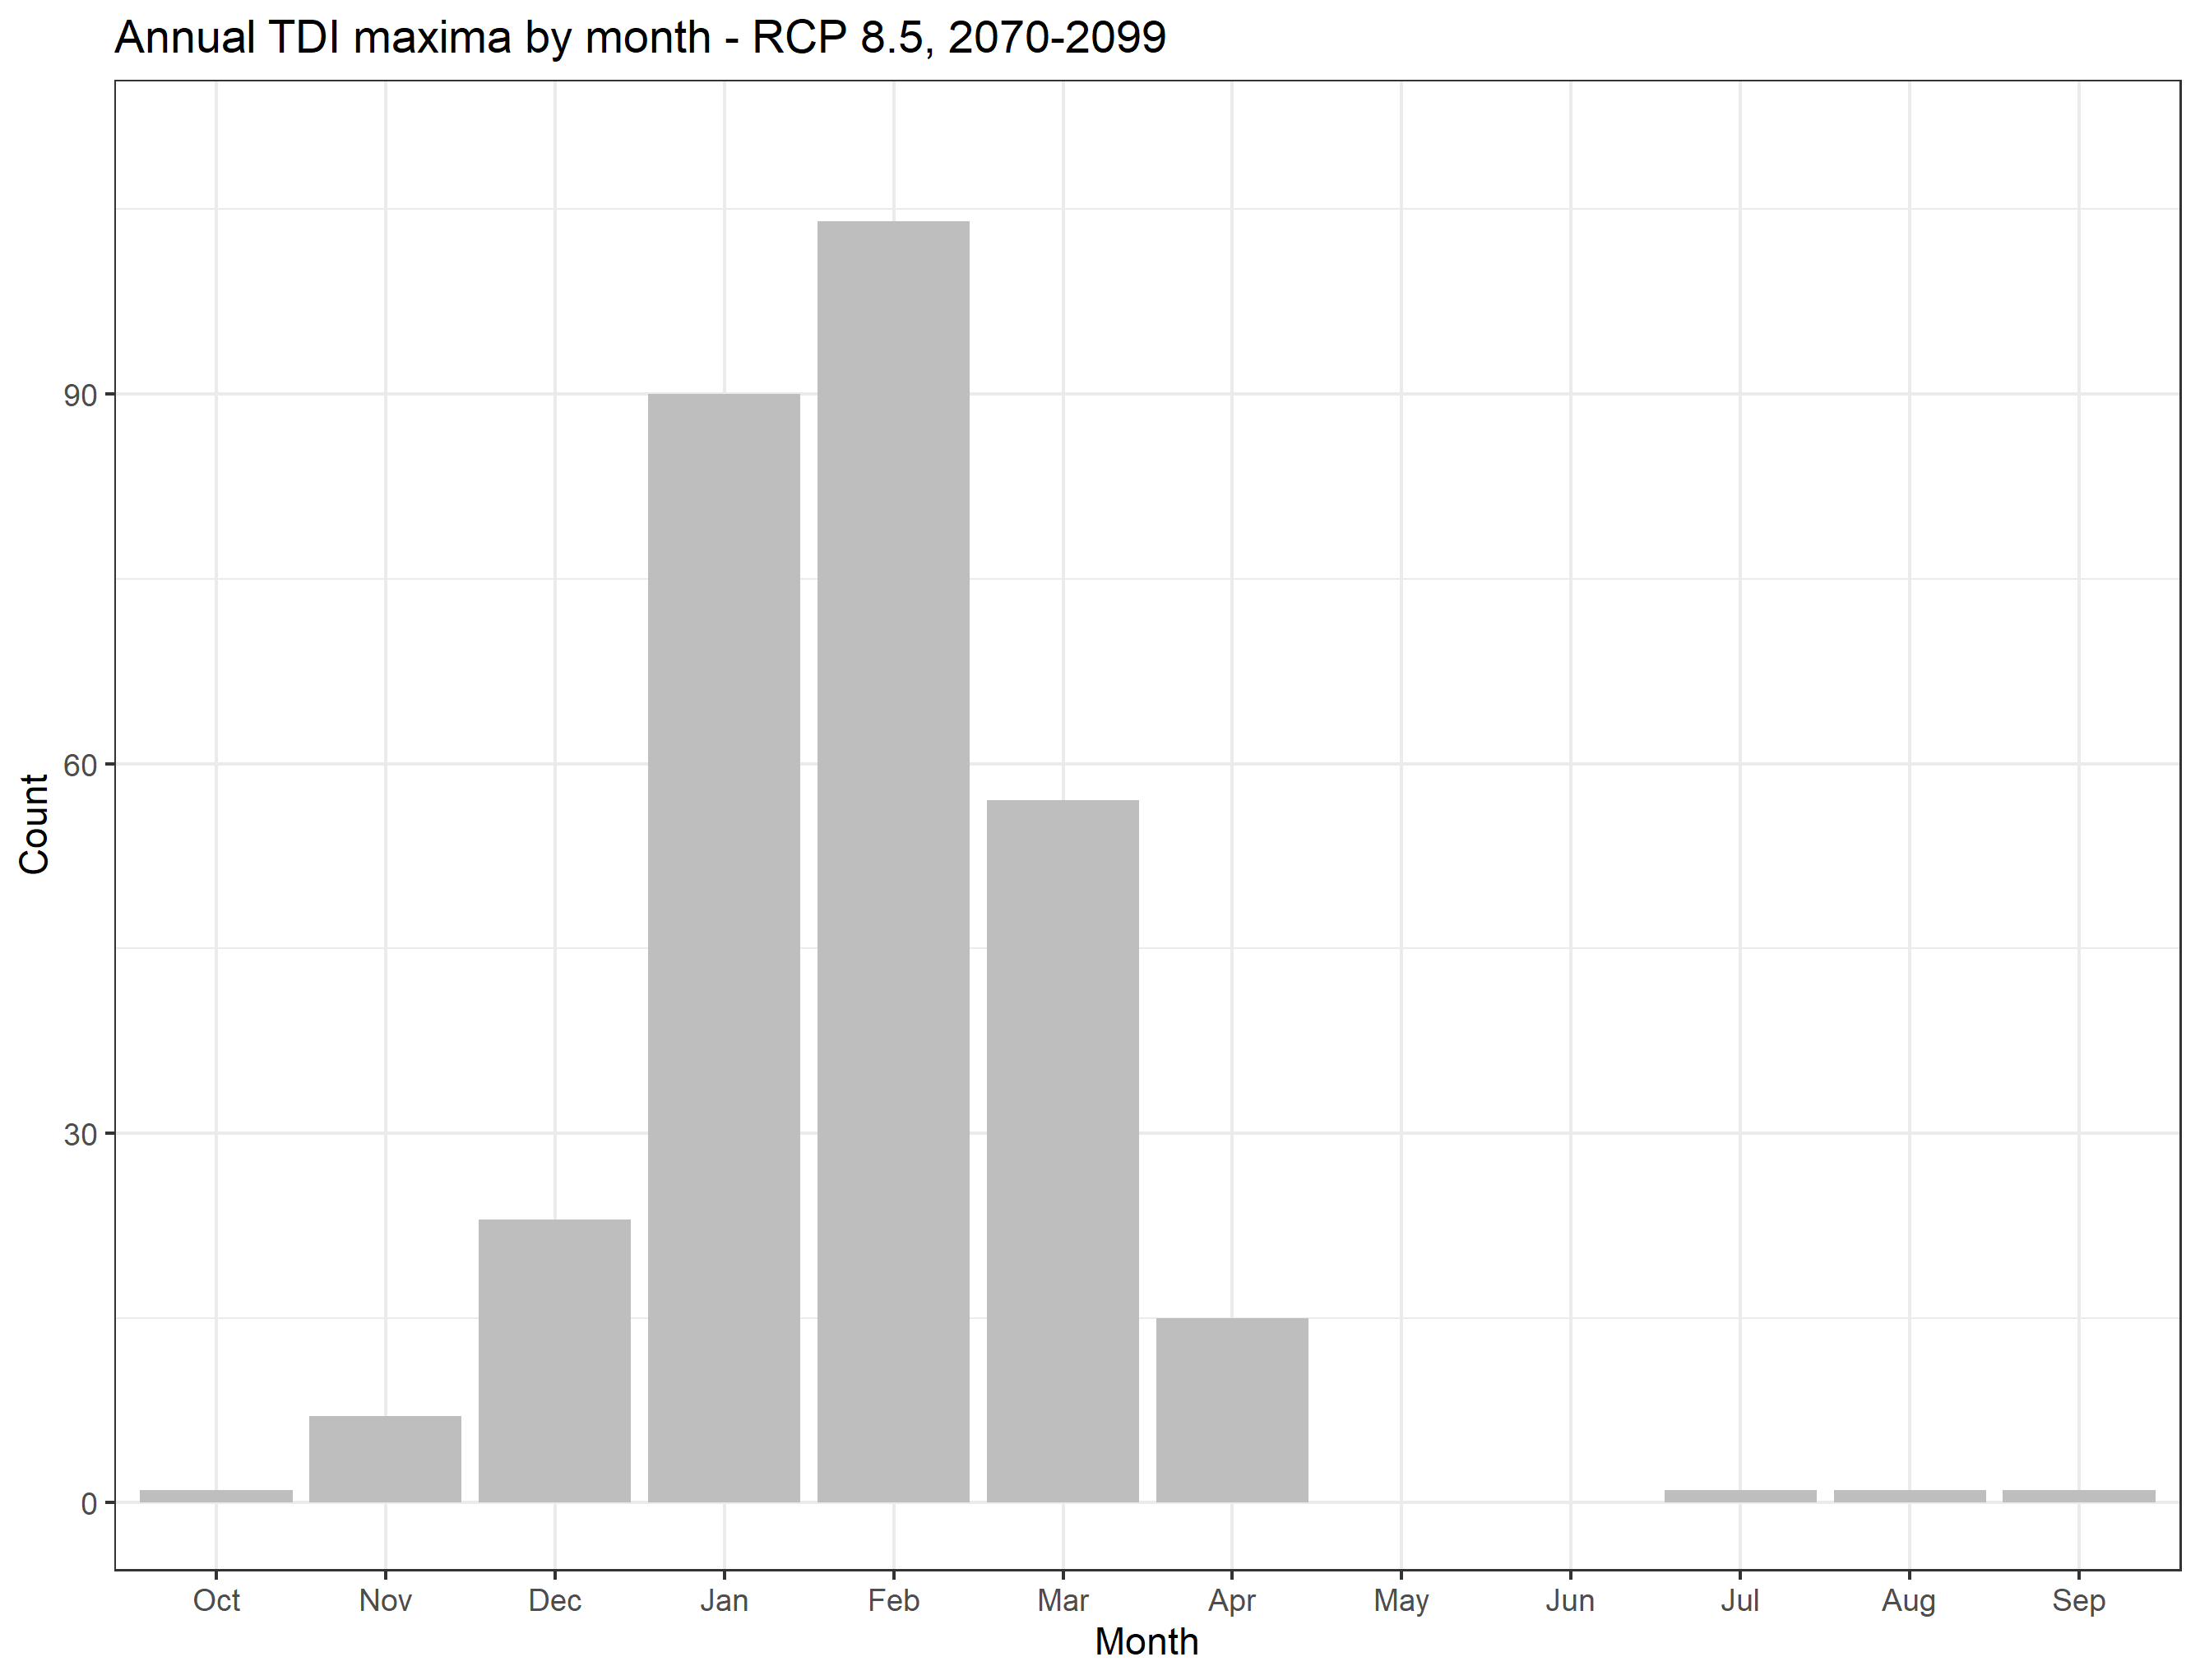 Annual TDI maxima by month - RCP 8.5, 2070-2099
Count
90
60
30
0
Oct Nov Dec Jan Feb Mar Apr May Jun Jul Aug Sep
Month